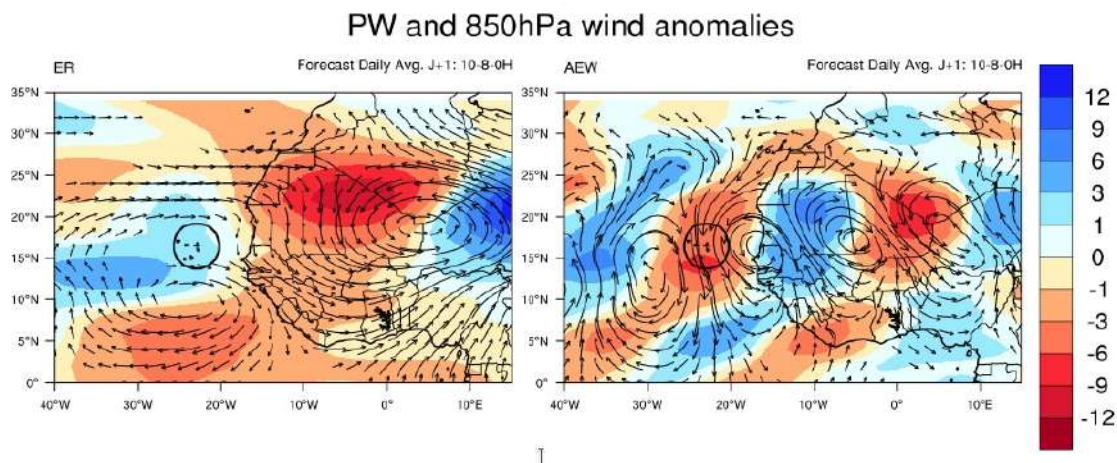 PW and 850hPa wind anomalies
ER
Forecast Daily Avg. J+1: 10-8-0H
35°N
30°N
25°N
20°N
15°N
10°N
5°N
0°
40°W 30°W 20°W 10°W 0° 10°E
AEW
Forecast Daily Avg. J+1: 10-8-0H
35°N
30°N
25°N
20°N
15°N
10°N
5°N
0°
40°W 30°W 20°W 10°W 0° 10°E
12
9
6
3
1
0
-1
-3
-6
-9
-12